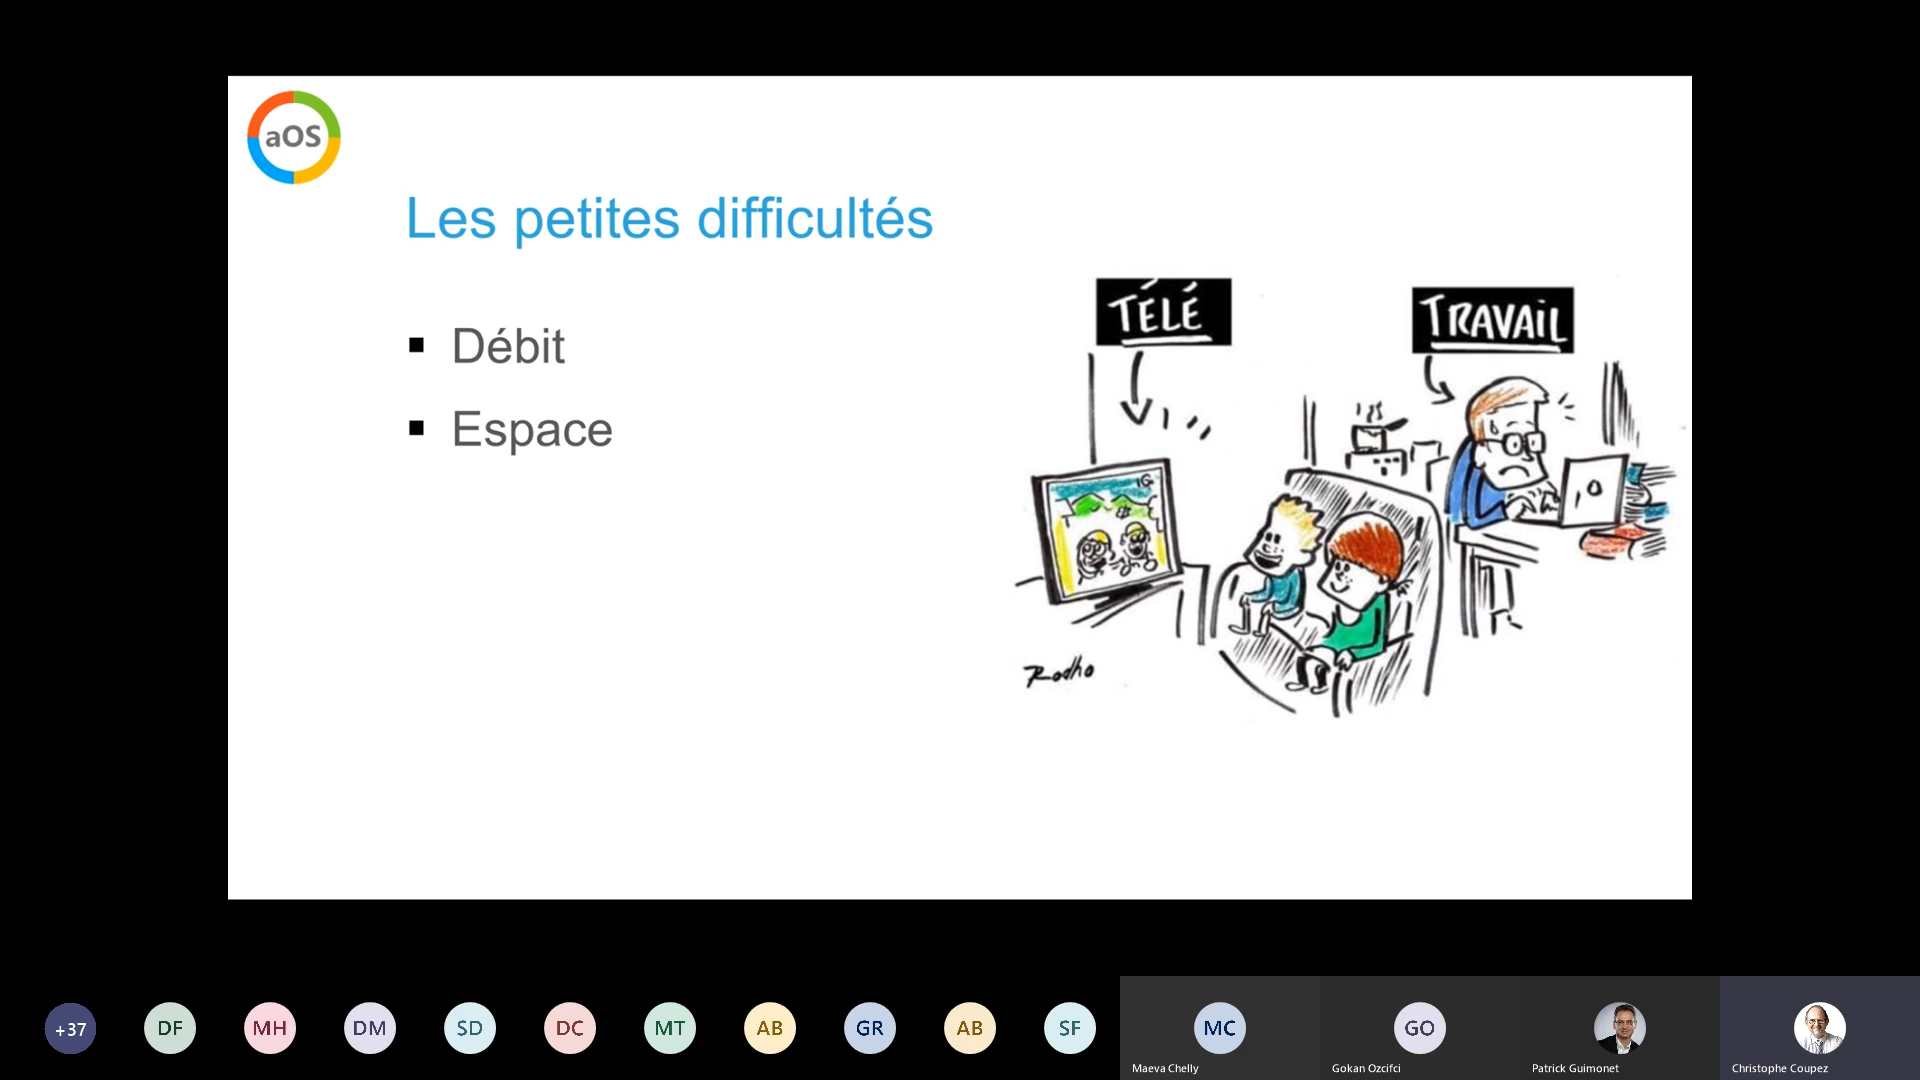 aOS
Les petites difficultés
Débit
Espace
TÉLÉ
TRAVAIL
Rodho
+37
DF
MH
DM
SD
DC
MT
AB
GR
AB
SF
MC
GO
Maeva Chelly
Gokan Ozcifci
Patrick Guimonet
Christophe Coupez